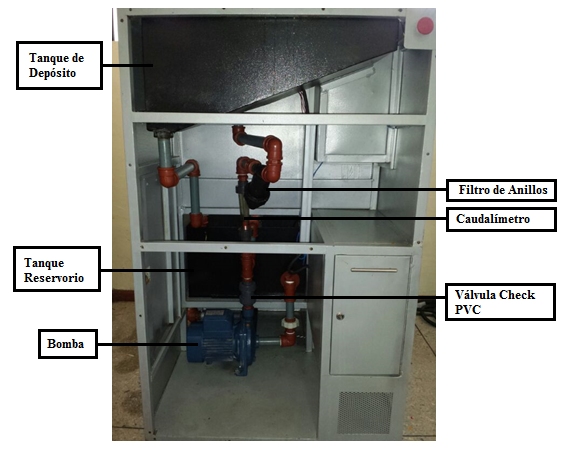 Tanque de
Depósito
Filtro de Anillos
Caudalímetro
Tanque
Reservorio
Válvula Check
PVC
Bomba